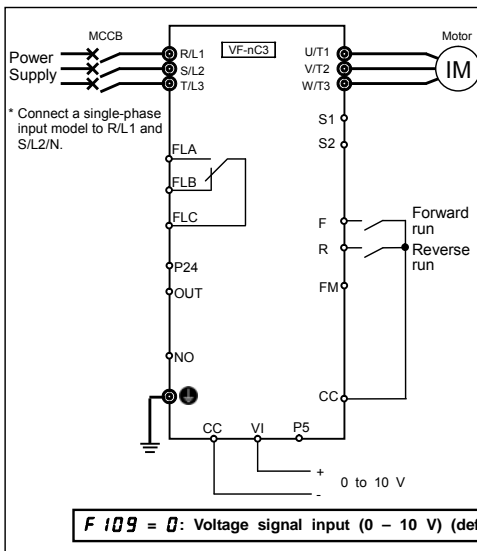 MCCB
Power
Supply
R/L1
S/L2
T/L3
VF-nC3
U/T1
V/T2
W/T3
Motor
IM
* Connect a single-phase
input model to R/L1 and
S/L2/N.
S1
S2
FLA
FLB
FLC
F
Forward
run
R
Reverse
run
P24
OUT
FM
NO
CC
CC
VI
P5
+
0 to 10 V
-
F109 = 0: Voltage signal input (0 – 10 V) (def